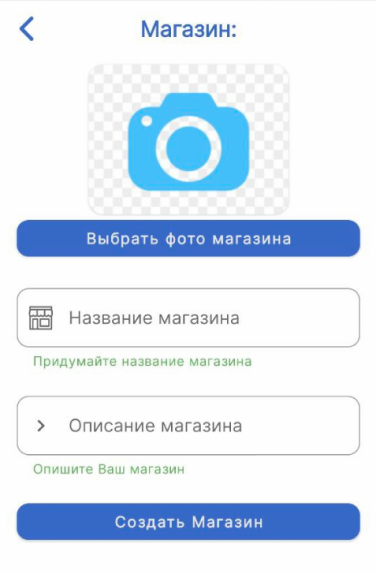 Магазин:
Выбрать фото магазина
Название магазина
Придумайте название магазина
Описание магазина
Опишите Ваш магазин
Создать Магазин